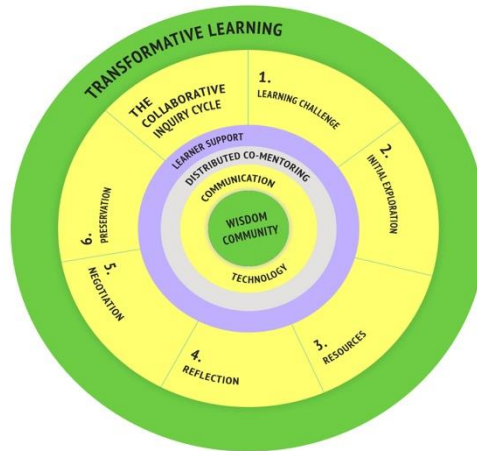 TRANSFORMATIVE LEARNING
THE
COLLABORATIVE
INQUIRY CYCLE
1.
LEARNING CHALLENGE
2.
INITIAL EXPLORATION
3.
RESOURCES
4.
REFLECTION
5.
NEGOTIATION
6.
PRESERVATION
LEARNER SUPPORT
DISTRIBUTED CO-MENTORING
COMMUNICATION
WISDOM
COMMUNITY
TECHNOLOGY